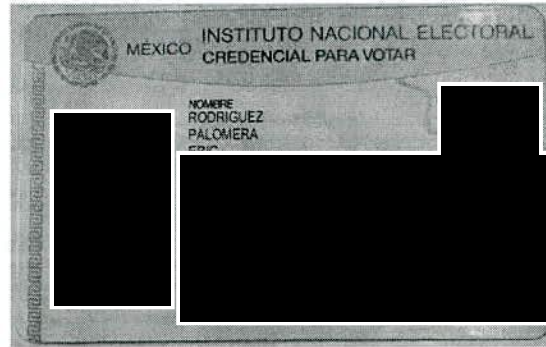 MÉXICO
INSTITUTO NACIONAL ELECTORAL
CREDENCIAL PARA VOTAR
NOMBRE
RODRIGUEZ
PALOMERA